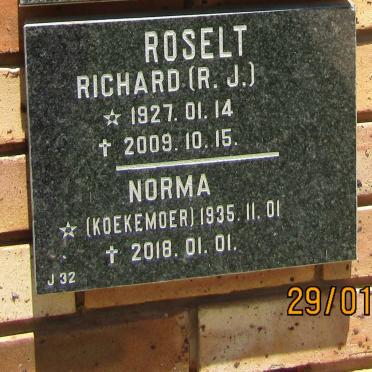 ROSELT
RICHARD (R. J.)
☆ 1927. 01. 14
✝ 2009. 10. 15.
NORMA
☆ (KOEKEMOER) 1935. 11. 01
✝ 2018. 01. 01.
J 32
29/01